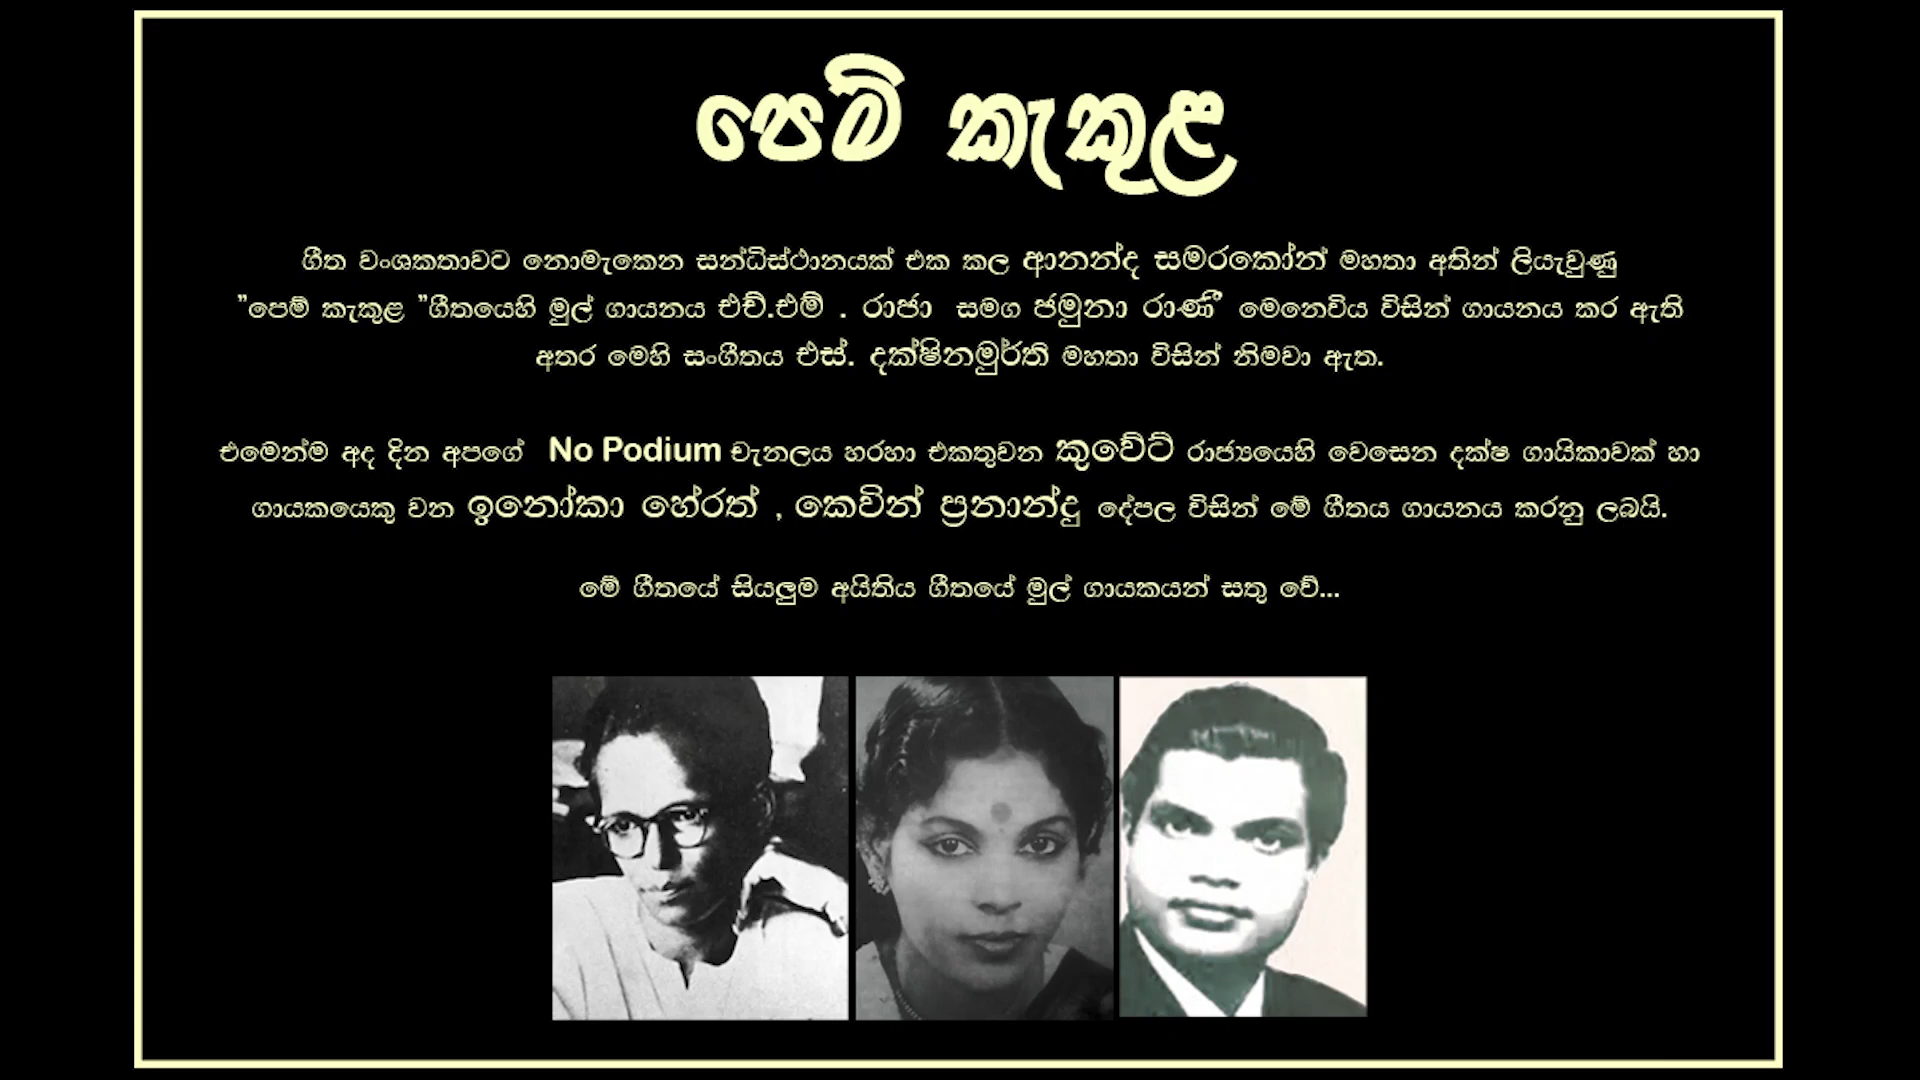 පෙම් කැකුළ
ගීත වංශකතාවට නොමැකෙන සන්ධිස්ථානයක් එක කල ආනන්ද සමරකෝන් මහතා අතින් ලියැවුණු
"පෙම් කැකුළ "ගීතයෙහි මුල් ගායනය එච්.එම් . රාජා සමග ජමුනා රාණී මෙනෙවිය විසින් ගායනය කර ඇති
අතර මෙහි සංගීතය එස්. දක්ෂිනමුර්ති මහතා විසින් නිමවා ඇත.
එමෙන්ම අද දින අපගේ No Podium චැනලය හරහා එකතුවන කුවේට් රාජ්‍යයෙහි වෙසෙන දක්ෂ ගායිකාවක් හා
ගායකයෙකු වන ඉනෝකා හේරත් , කෙවින් ප්‍රනාන්දු දේපල විසින් මේ ගීතය ගායනය කරනු ලබයි.
මේ ගීතයේ සියලුම අයිතිය ගීතයේ මුල් ගායකයන් සතු වේ...